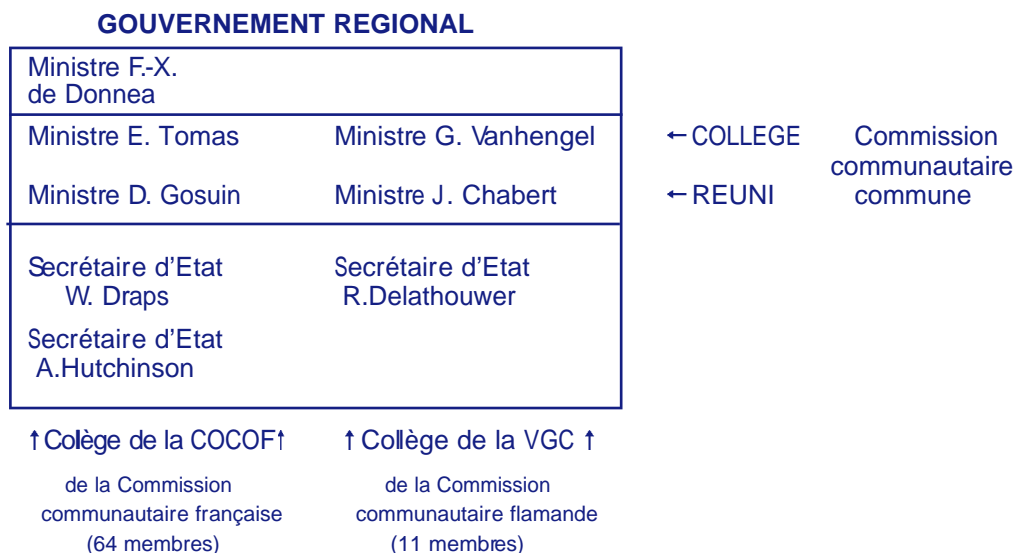 GOUVERNEMENT REGIONAL
Ministre F.-X.
de Donnea
Ministre E. Tomas Ministre G. Vanhengel ←COLLEGE Commission
communautaire
Ministre D. Gosuin Ministre J. Chabert ←REUNI commune
Secrétaire d'Etat Secrétaire d'Etat
W. Draps R.Delathouwer
Secrétaire d'Etat
A.Hutchinson
↑Collège de la COCOF↑ ↑Collège de la VGC ↑
de la Commission de la Commission
communautaire française communautaire flamande
(64 membres) (11 membres)